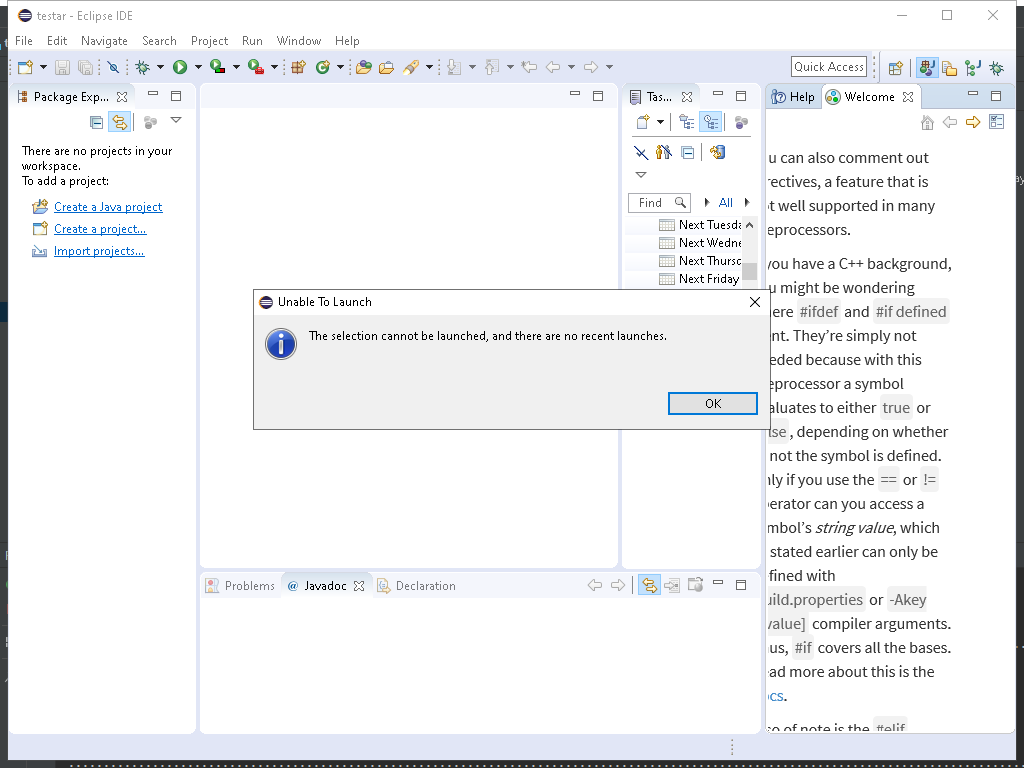 testar - Eclipse IDE
File Edit Navigate Search Project Run Window Help
Quick Access
Package Exp...
There are no projects in your
workspace.
To add a project:
Create a Java project
Create a project...
Import projects...
Tas...
Find
All
Next Tuesda
Next Wedne
Next Thurso
Next Friday
Help
Welcome
u can also comment out
rectives, a feature that is
t well supported in many
eprocessors.
you have a C++ background,
u might be wondering
here #ifdef and #if defined
ent. They're simply not
eded because with this
eprocessor a symbol
aluates to either true or
lse , depending on whether
not the symbol is defined.
nly if you use the == or !=
erator can you access a
mbol's string value, which
stated earlier can only be
fined with
uild.properties or -Akey
value] compiler arguments.
us, #if covers all the bases.
ead more about this is the
cs.
so of note is the #elif
Unable To Launch
The selection cannot be launched, and there are no recent launches.
OK
Problems
@ Javadoc
Declaration